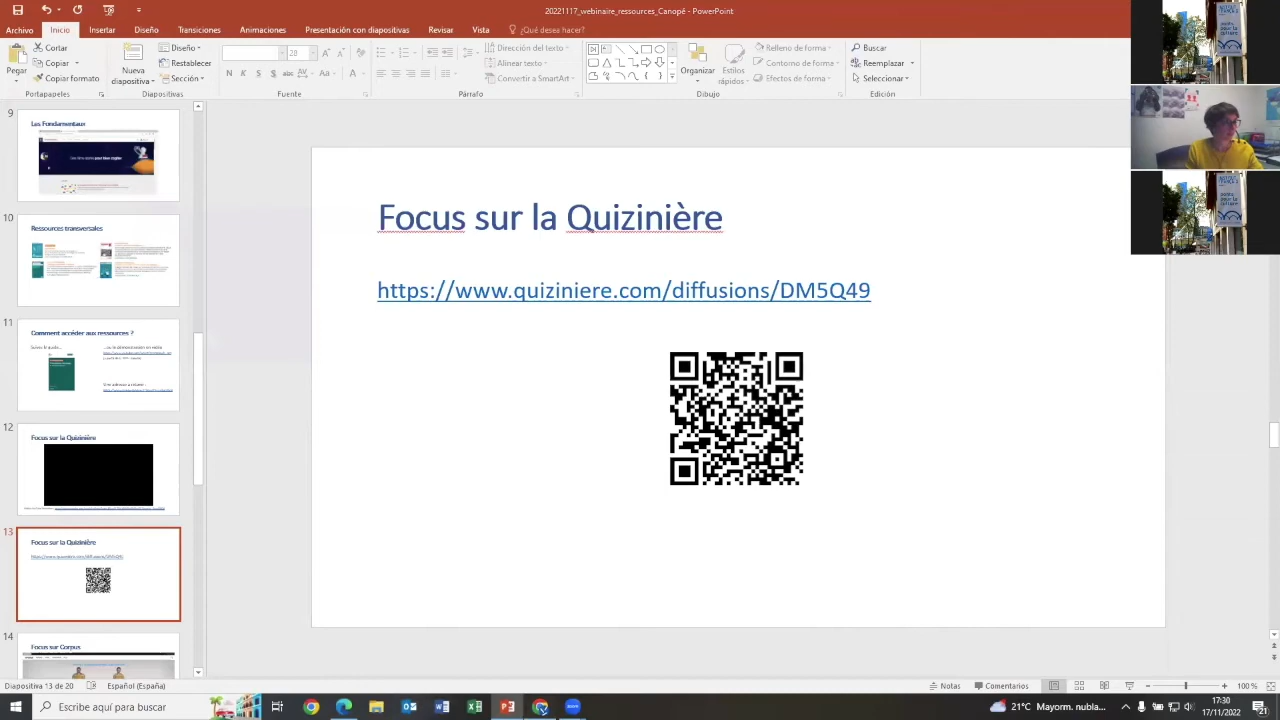 20221117_webinaire_ressources_Canopé - PowerPoint
Archivo Inicio Insertar Diseño Transiciones Animaciones Presentación con diapositivas Revisar Vista ¿Qué desea hacer?
Cortar
Copiar
Copiar formato
Pegar
Portapapeles
Nueva
diapositiva
Diseño
Restablecer
Sección
Diapositivas
28
N K S S abc AV Aa A
Fuente
Dirección del texto
Alinear texto
Convertir a SmartArt
Párrafo
Organizar
Estilos
rápidos
Relleno de forma
Contorno de forma
Efectos de forma
Dibujo
Buscar
Reemplazar
Seleccionar
Edición
9
Les Fondamentaux
10
Ressources transversales
11
Comment accéder aux ressources ?
12
Focus sur la Quizinière
13
Focus sur la Quizinière
14
Focus sur Corpus
Focus sur la Quizinière
https://www.quiziniere.com/diffusions/DM5Q49
Diapositiva 13 de 20 Español (España) Notas Comentarios 100 %
Escribe aquí para buscar
21°C Mayorm. nubla...
17:30
17/11/2022